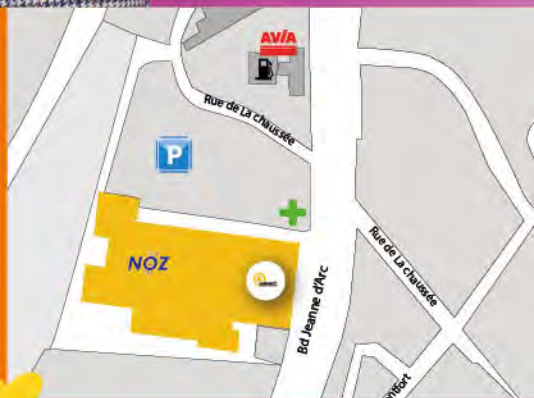 AVIA
Rue de La chaussée
P
NOZ
Rue de La chaussée
Bd Jeanne d'Arc